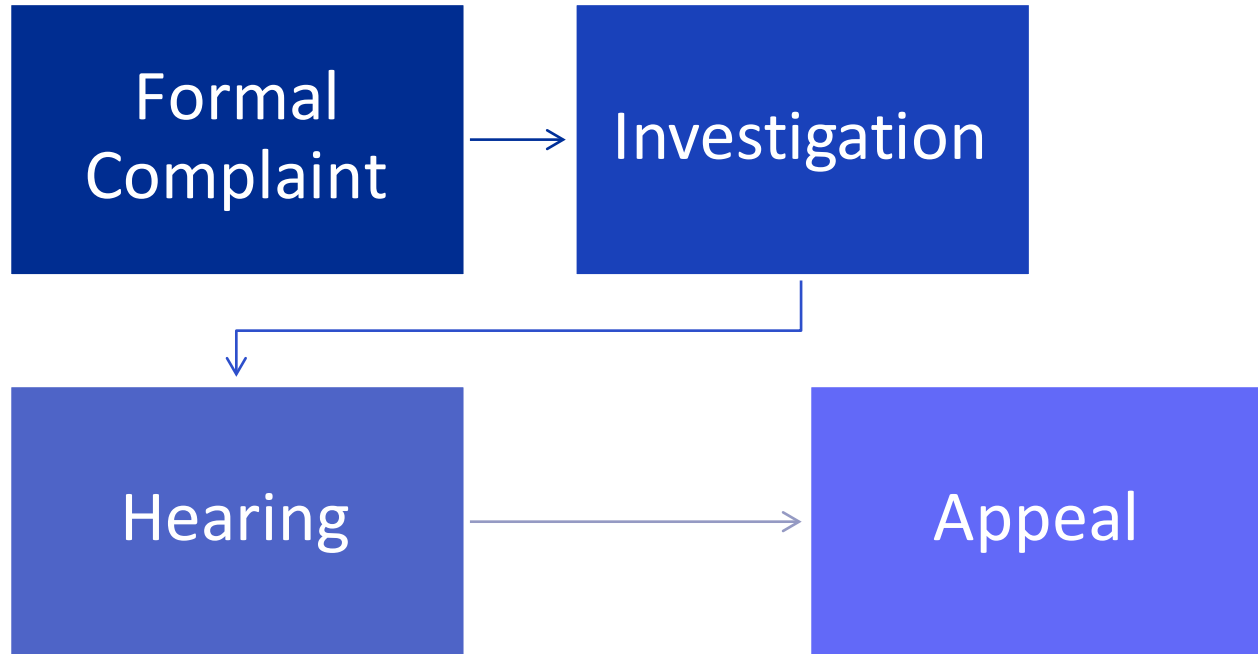 Formal
Complaint
Investigation
Hearing
Appeal